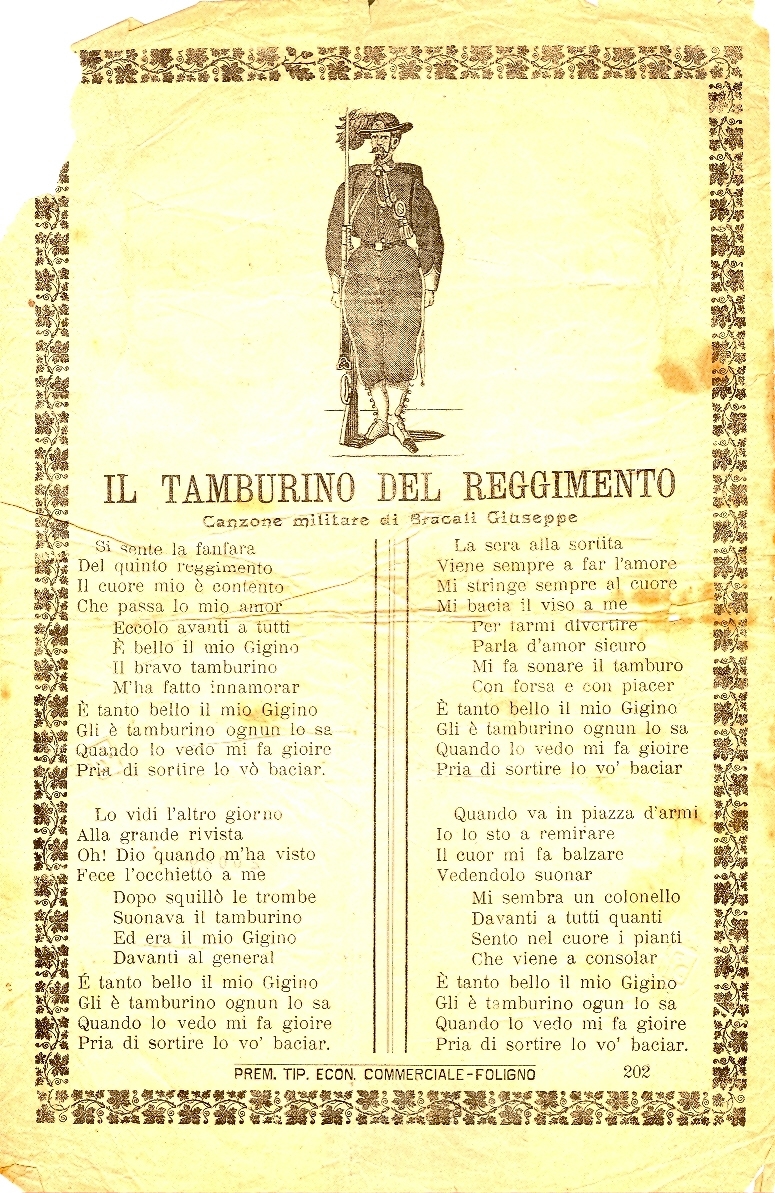 IL TAMBURINO DEL REGGIMENTO
Canzone militare di Bracali Giuseppe
Si sente la fanfara
Del quinto reggimento
Il cuore mio è contento
Che passa lo mio amor
Eccolo avanti a tutti
È bello il mio Gigino
Il bravo tamburino
M'ha fatto innamorar
È tanto bello il mio Gigino
Gli è tamburino ognun lo sa
Quando lo vedo mi fa gioire
Pria di sortire lo vò baciar.
Lo vidi l'altro giorno
Alla grande rivista
Oh! Dio quando m'ha visto
Fece l'occhietto a me
Dopo squillò le trombe
Suonava il tamburino
Ed era il mio Gigino
Davanti al general
É tanto bello il mio Gigino
Gli è tamburino ognun lo sa
Quando lo vedo mi fa gioire
Pria di sortire lo vo' baciar.
La sera alla sortita
Viene sempre a far l'amore
Mi stringe sempre al cuore
Mi bacia il viso a me
Per farmi divertire
Parla d'amor sicuro
Mi fa sonare il tamburo
Con forsa e con piacer
È tanto bello il mio Gigino
Gli è tamburino ognun lo sa
Quando lo vedo mi fa gioire
Pria di sortire lo vo' baciar
Quando va in piazza d'armi
Io lo sto a remirare
Il cuor mi fa balzare
Vedendolo suonar
Mi sembra un colonello
Davanti a tutti quanti
Sento nel cuore i pianti
Che viene a consolar
È tanto bello il mio Gigino
Gli è tamburino ogun lo sa
Quando lo vedo mi fa gioire
Pria di sortire lo vo' baciar.
PREM. TIP. ECON. COMMERCIALE-FOLIGNO 202